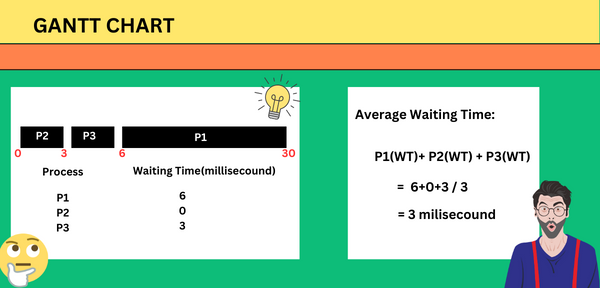 GANTT CHART
P2 P3 P1
0 3 6 30
Process Waiting Time(millisecound)
P1 6
P2 0
P3 3
Average Waiting Time:
P1(WT)+ P2(WT) + P3(WT)
= 6+0+3 / 3
= 3 milisecound